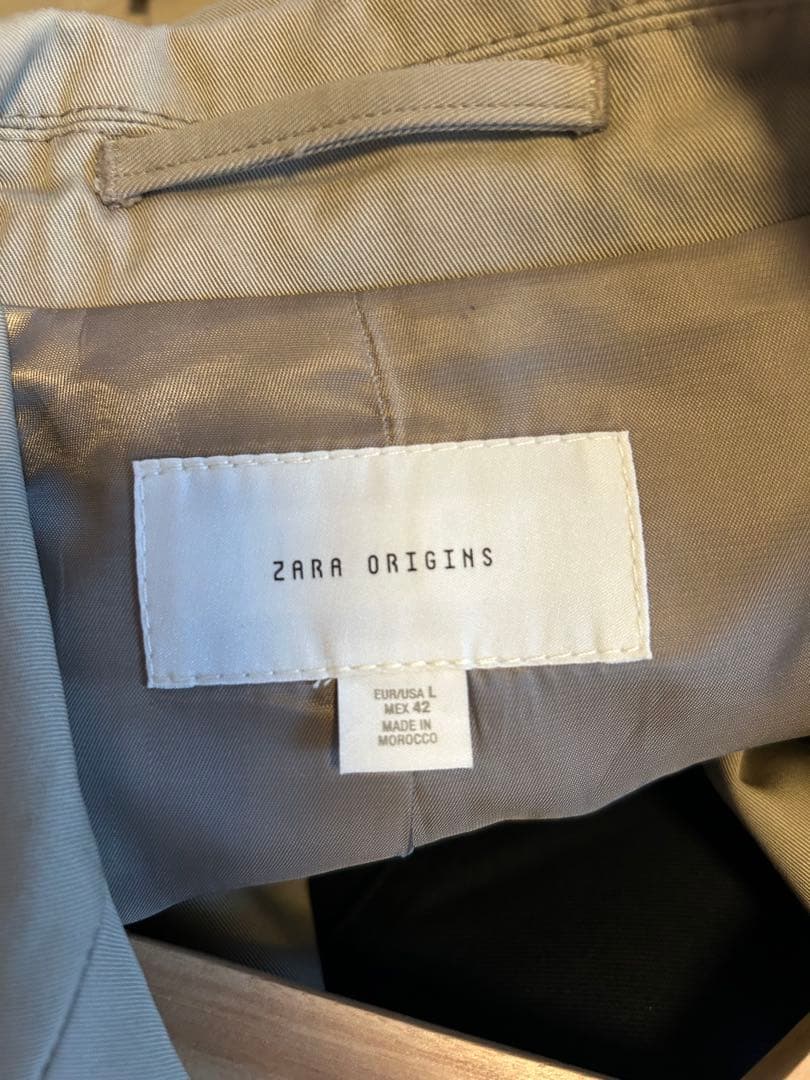 ZARA ORIGINS
EUR/USA L
MEX 42
MADE IN
MOROCCO